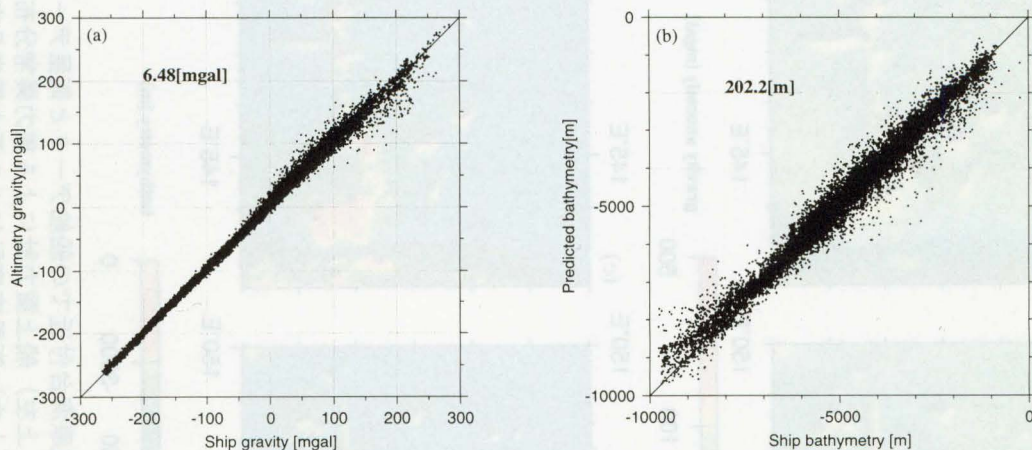 (a)
6.48[mgal]
300
200
100
0
-100
-200
-300
Altimetry gravity[mgal]
-300 -200 -100 0 100 200 300
Ship gravity [mgal]
(b)
202.2[m]
0
-5000
-10000
Predicted bathymetry[m]
-10000 -5000 0
Ship bathymetry [m]